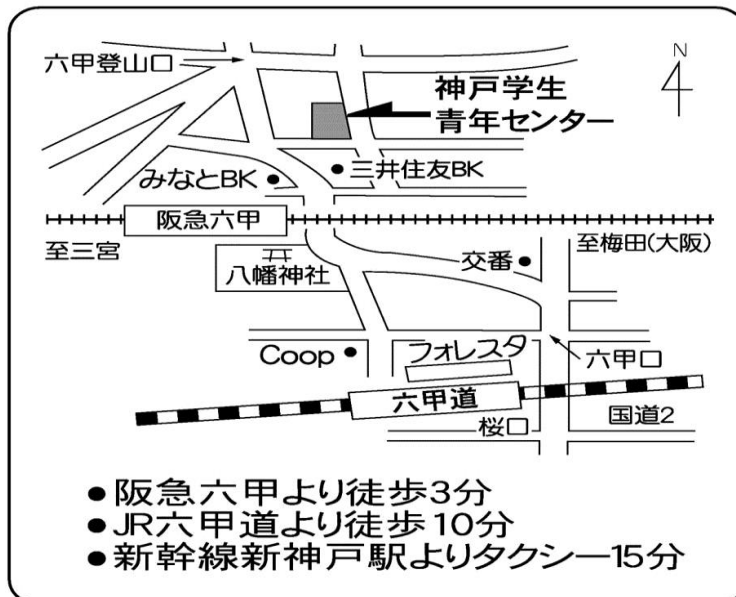 N
六甲登山口
神戸学生
青年センター
三井住友BK
みなとBK
阪急六甲
至三宮
至梅田(大阪)
八幡神社
交番
Coop
フォレスタ
六甲口
六甲道
桜口
国道2
●阪急六甲より徒歩3分
●JR六甲道より徒歩10分
●新幹線新神戸駅よりタクシー15分